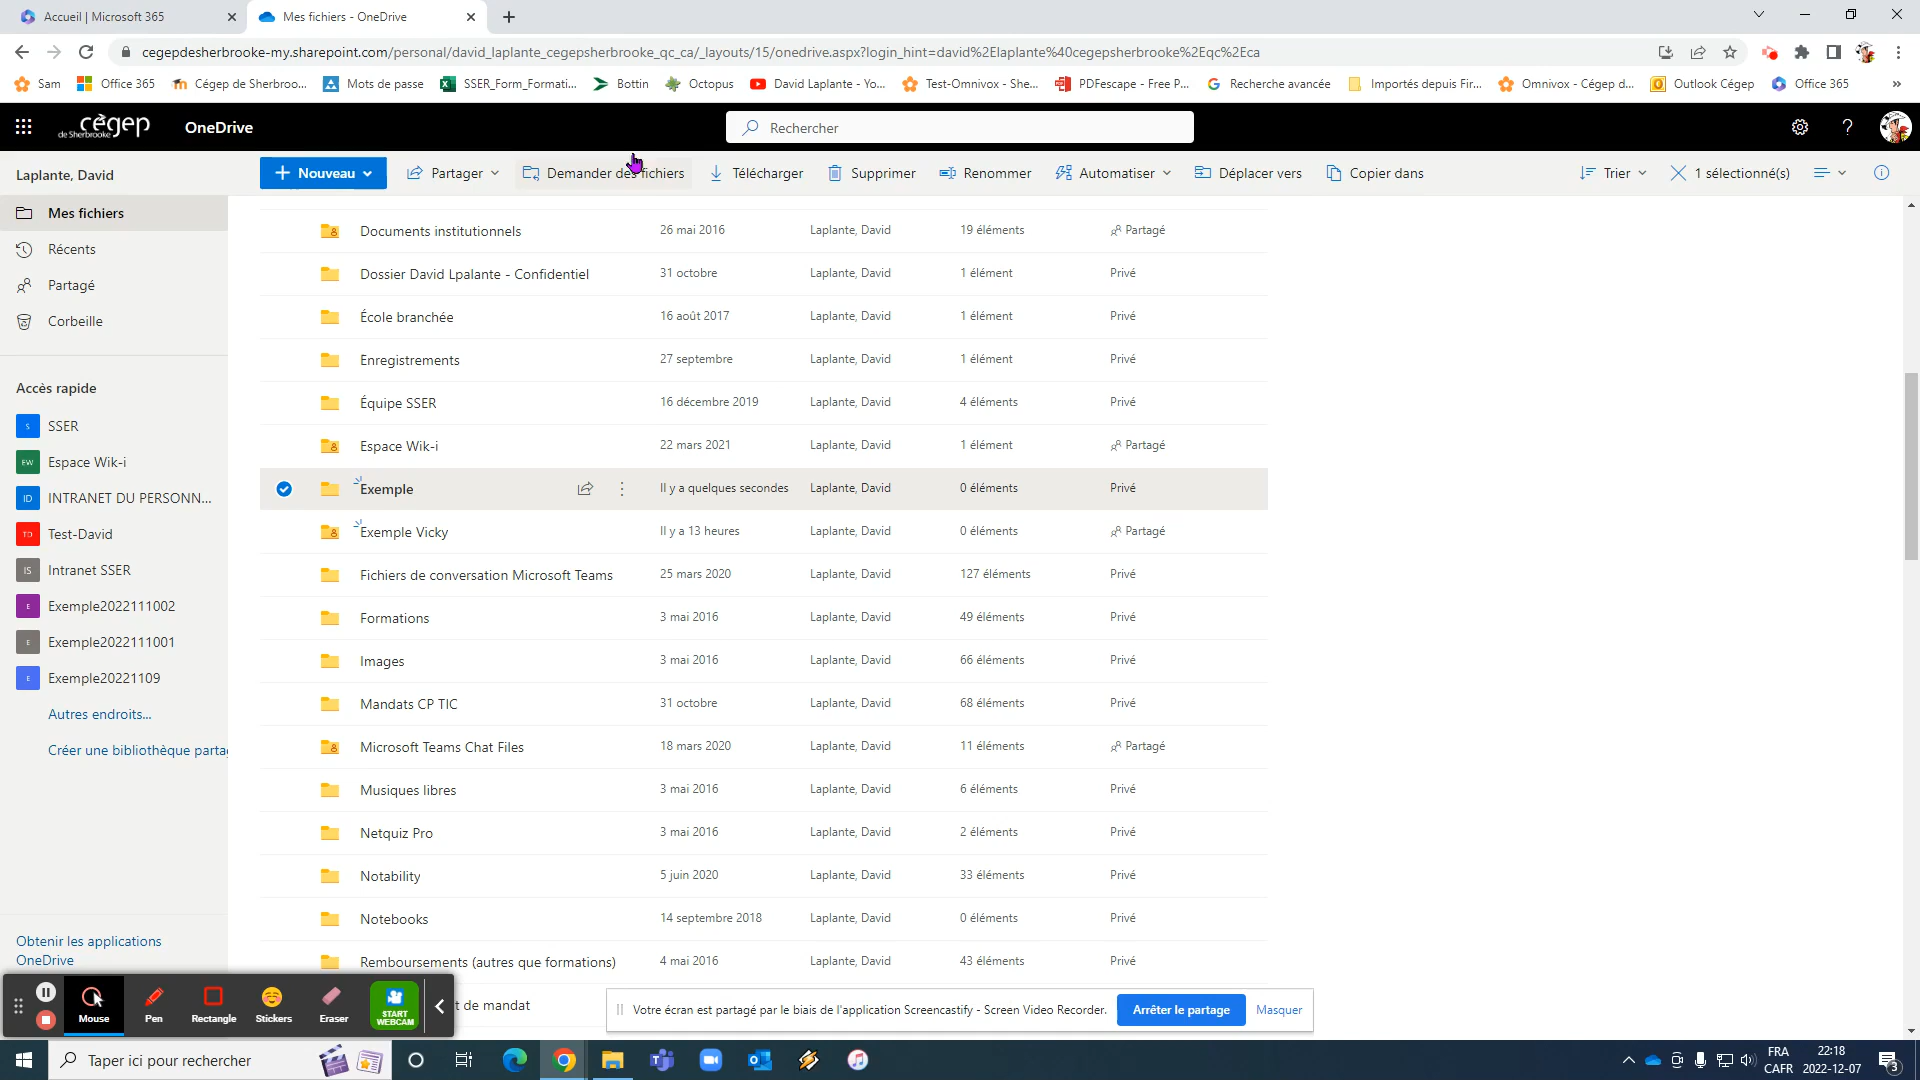 Accueil | Microsoft 365
Mes fichiers - OneDrive
cegepdesherbrooke-my.sharepoint.com/personal/david_laplante_cegepsherbrooke_qc_ca/_layouts/15/onedrive.aspx?login_hint=david%2Elaplante%40cegepsherbrooke%2Eqc%2Eca
Sam
Office 365
Cégep de Sherbroo...
Mots de passe
SSER_Form_Formati...
Bottin
Octopus
David Laplante - Yo...
Test-Omnivox - She...
PDFescape - Free P...
Recherche avancée
Importés depuis Fir...
Omnivox - Cégep d...
Outlook Cégep
Office 365
»
cégep
de Sherbrooke
OneDrive
Rechercher
?
Laplante, David
Nouveau
Partager
Demander des fichiers
Télécharger
Supprimer
Renommer
Automatiser
Déplacer vers
Copier dans
Trier
1 sélectionné(s)
Mes fichiers
Récents
Partagé
Corbeille
Accès rapide
S SSER
EW Espace Wik-i
ID INTRANET DU PERSONN...
TD Test-David
IS Intranet SSER
E Exemple2022111002
E Exemple2022111001
E Exemple20221109
Autres endroits...
Créer une bibliothèque parta
Obtenir les applications
OneDrive
Documents institutionnels 26 mai 2016 Laplante, David 19 éléments Partagé
Dossier David Lpalante - Confidentiel 31 octobre Laplante, David 1 élément Privé
École branchée 16 août 2017 Laplante, David 1 élément Privé
Enregistrements 27 septembre Laplante, David 1 élément Privé
Équipe SSER 16 décembre 2019 Laplante, David 4 éléments Privé
Espace Wik-i 22 mars 2021 Laplante, David 1 élément Partagé
Exemple Il y a quelques secondes Laplante, David 0 éléments Privé
Exemple Vicky Il y a 13 heures Laplante, David 0 éléments Partagé
Fichiers de conversation Microsoft Teams 25 mars 2020 Laplante, David 127 éléments Privé
Formations 3 mai 2016 Laplante, David 49 éléments Privé
Images 3 mai 2016 Laplante, David 66 éléments Privé
Mandats CP TIC 31 octobre Laplante, David 68 éléments Privé
Microsoft Teams Chat Files 18 mars 2020 Laplante, David 11 éléments Partagé
Musiques libres 3 mai 2016 Laplante, David 6 éléments Privé
Netquiz Pro 3 mai 2016 Laplante, David 2 éléments Privé
Notability 5 juin 2020 Laplante, David 33 éléments Privé
Notebooks 14 septembre 2018 Laplante, David 0 éléments Privé
Remboursements (autres que formations) 4 mai 2016 Laplante, David 43 éléments Privé
t de mandat
Mouse
Pen
Rectangle
Stickers
Eraser
START
WEBCAM
Votre écran est partagé par le biais de l'application Screencastify - Screen Video Recorder.
Arrêter le partage
Masquer
Taper ici pour rechercher
FRA
CAFR
22:18
2022-12-07
3